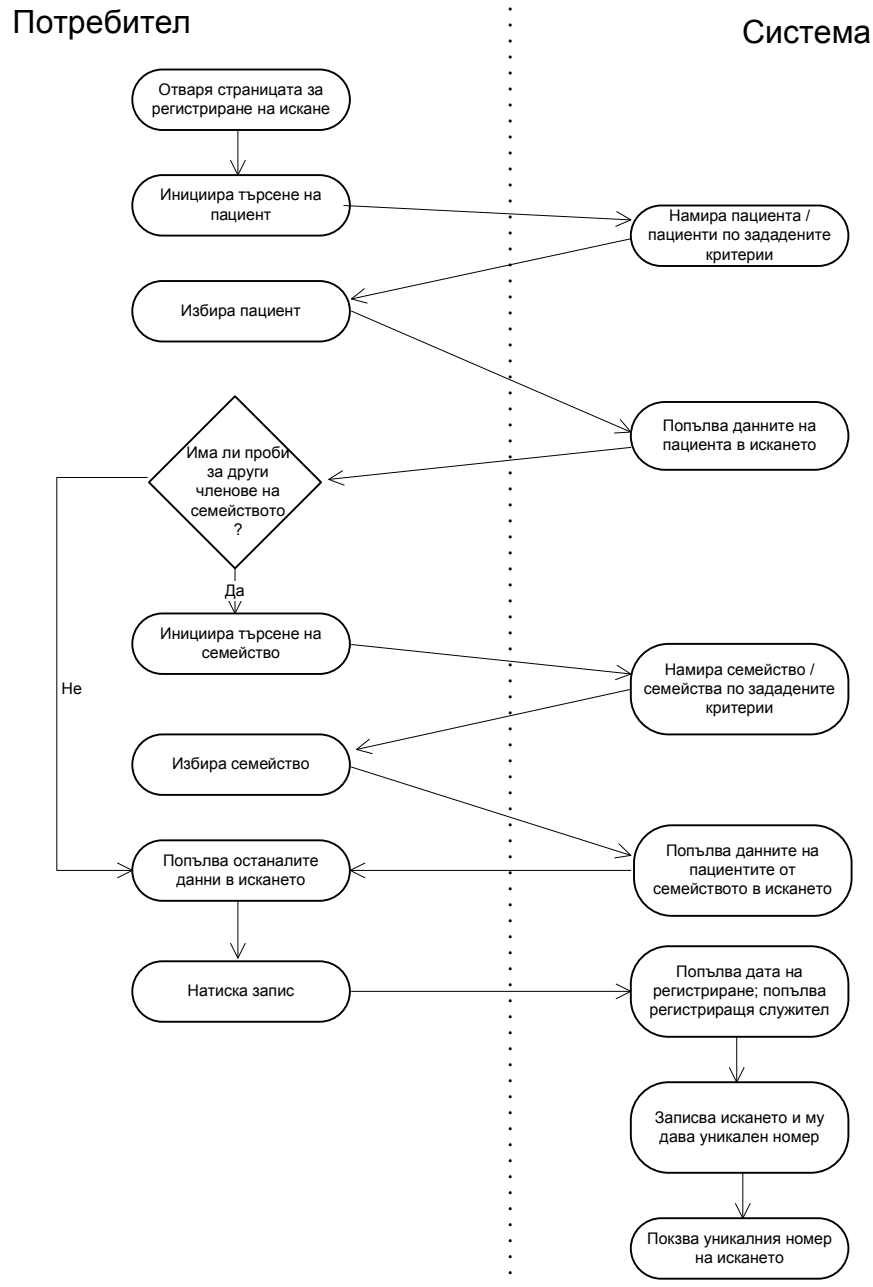 Потребител
Система
Отваря страницата за
регистриране на искане
Инициира търсене на
пациент
Намира пациента /
пациенти по зададените
критерии
Избира пациент
Попълва данните на
пациента в искането
Има ли проби
за други
членове на
семейството
?
Да
Инициира търсене на
семейство
Намира семейство /
семейства по зададените
критерии
Не
Избира семейство
Попълва останалите
данни в искането
Попълва данните на
пациентите от
семейството в искането
Натиска запис
Попълва дата на
регистриране; попълва
регистриращя служител
Записва искането и му
дава уникален номер
Покзва уникалния номер
на искането